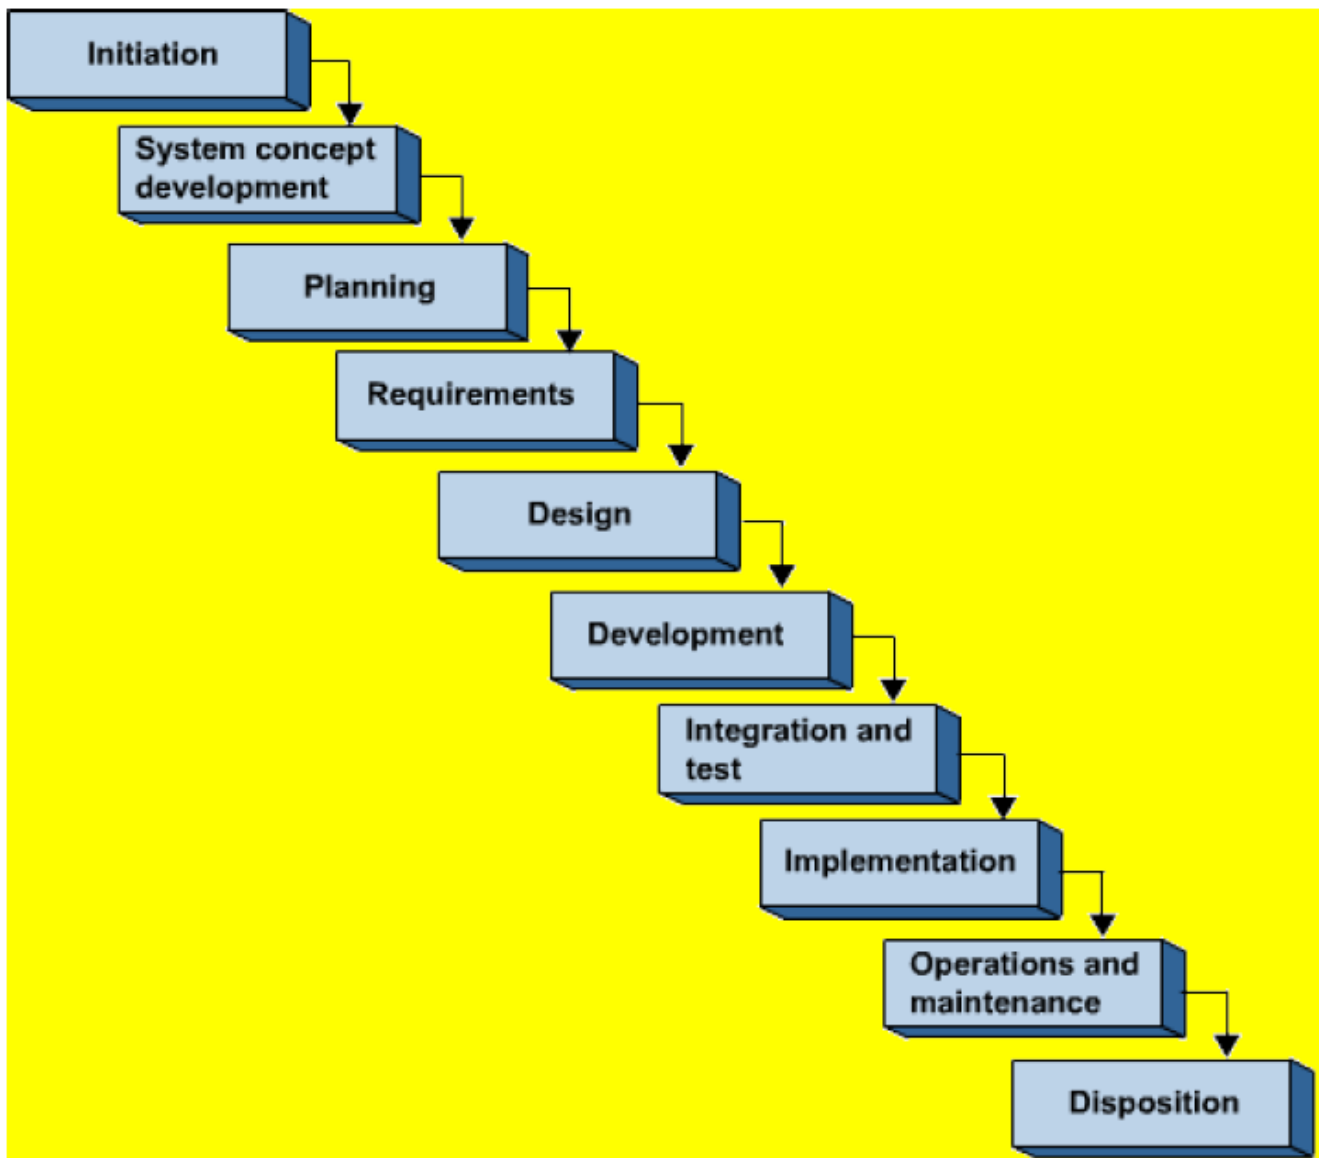 Initiation
System concept
development
Planning
Requirements
Design
Development
Integration and
test
Implementation
Operations and
maintenance
Disposition